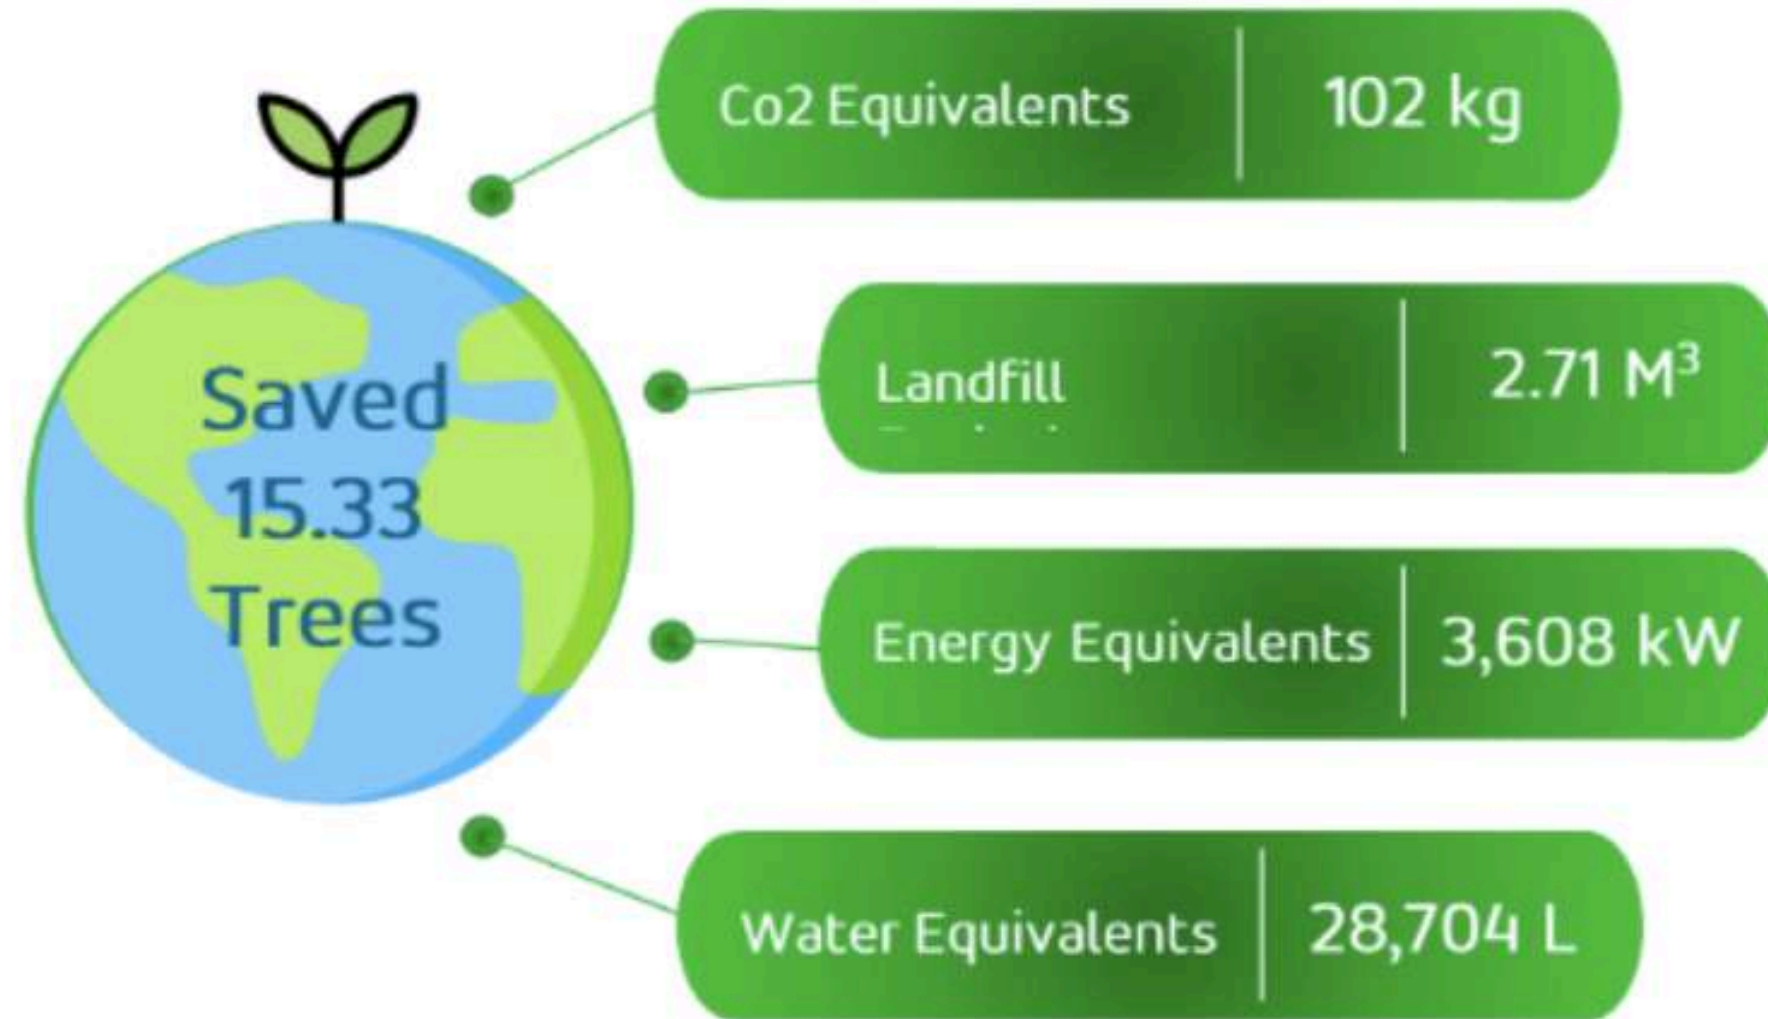 Co2 Equivalents 102 kg
Saved
15.33
Trees
Landfill 2.71 M³
Energy Equivalents 3,608 kW
Water Equivalents 28,704 L